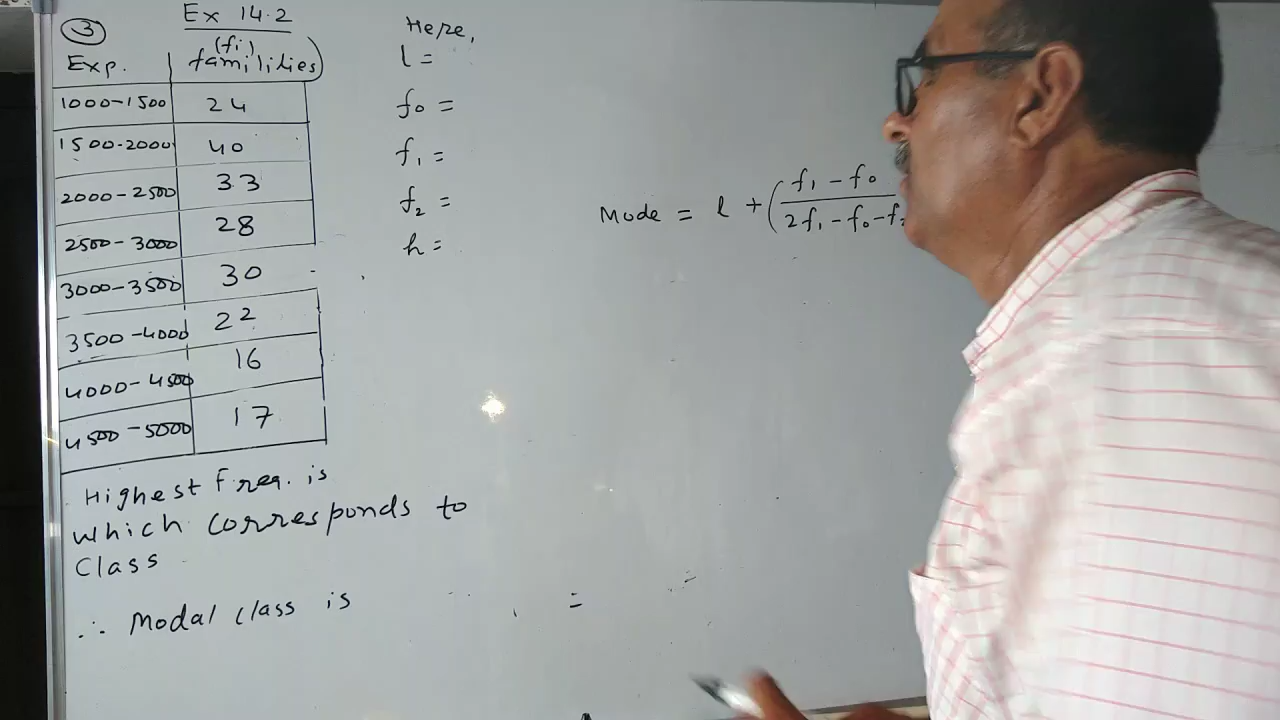 ③ Ex 14.2
Exp. (fi) familities)
1000-1500 24
1500-2000 40
2000-2500 33
2500-3000 28
3000-3500 30
3500-4000 22
4000-4500 16
4500-5000 17
Highest Freq. is
which corresponds to
Class
∴ Modal class is
=
Here,
l =
f₀ =
f₁ =
f₂ =
h =
Mode = l + (f₁ - f₀ / 2f₁ - f₀ - f₂